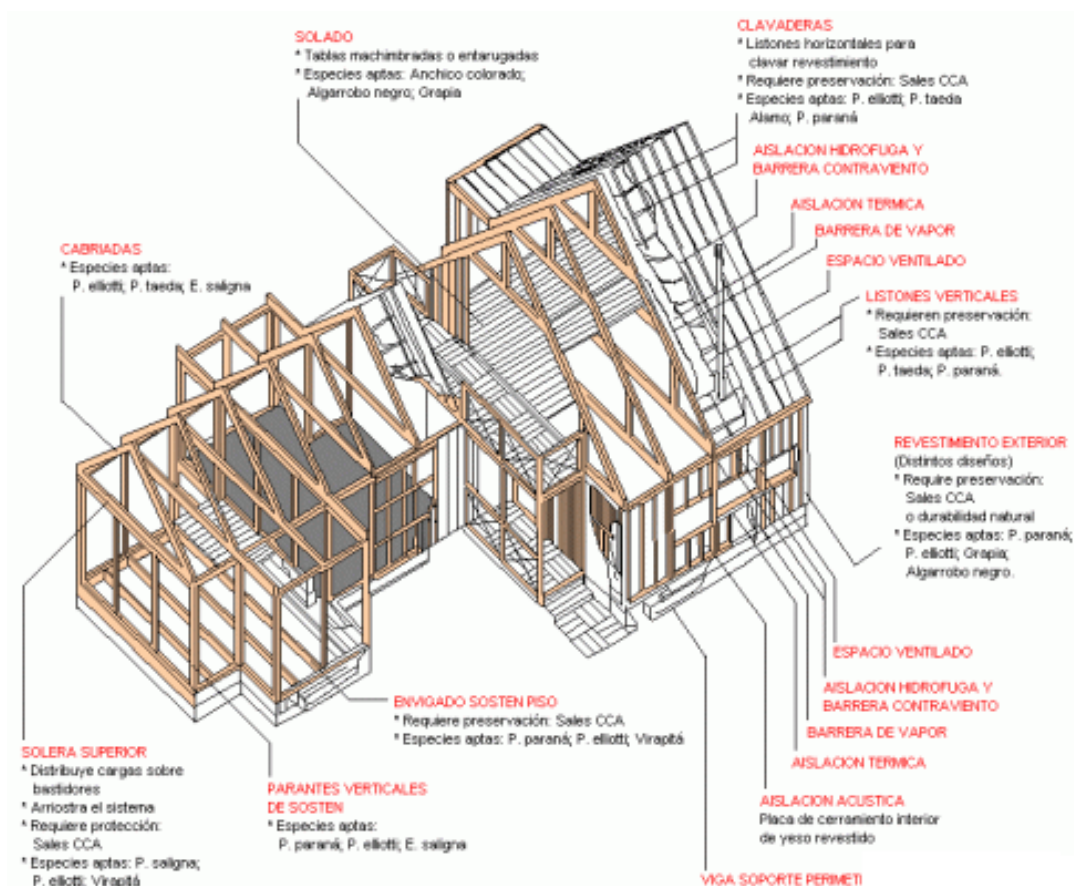 SOLADO
* Tablas machimbradas o entarugadas
* Especies aptas: Anchico colorado;
Algarrobo negro; Grapia
CLAVADERAS
* Listones horizontales para
clavar revestimiento
* Requiere preservación: Sales CCA
* Especies aptas: P. elliotti; P. taeda
Alamo; P. paraná
AISLACION HIDROFUGA Y
BARRERA CONTRAVIENTO
AISLACION TERMICA
BARRERA DE VAPOR
ESPACIO VENTILADO
LISTONES VERTICALES
* Requieren preservación:
Sales CCA
* Especies aptas: P. elliotti;
P. taeda; P. paraná.
CABRIADAS
* Especies aptas:
P. elliotti; P. taeda; E. saligna
REVESTIMIENTO EXTERIOR
(Distintos diseños)
* Require preservación:
Sales CCA
o durabilidad natural
* Especies aptas: P. paraná;
P. elliotti; Grapia;
Algarrobo negro.
ESPACIO VENTILADO
AISLACION HIDROFUGA Y
BARRERA CONTRAVIENTO
BARRERA DE VAPOR
AISLACION TERMICA
AISLACION ACUSTICA
Placa de cerramiento interior
de yeso revestido
VIGA SOPORTE PERIMETI
ENVIGADO SOSTEN PISO
* Requiere preservación: Sales CCA
* Especies aptas: P. paraná; P. elliotti; Virapitá
PARANTES VERTICALES
DE SOSTEN
* Especies aptas:
P. paraná; P. elliotti; E. saligna
SOLERA SUPERIOR
* Distribuye cargas sobre
bastidores
* Arriostra el sistema
* Requiere protección:
Sales CCA
* Especies aptas: P. saligna;
P. elliotti; Virapitá